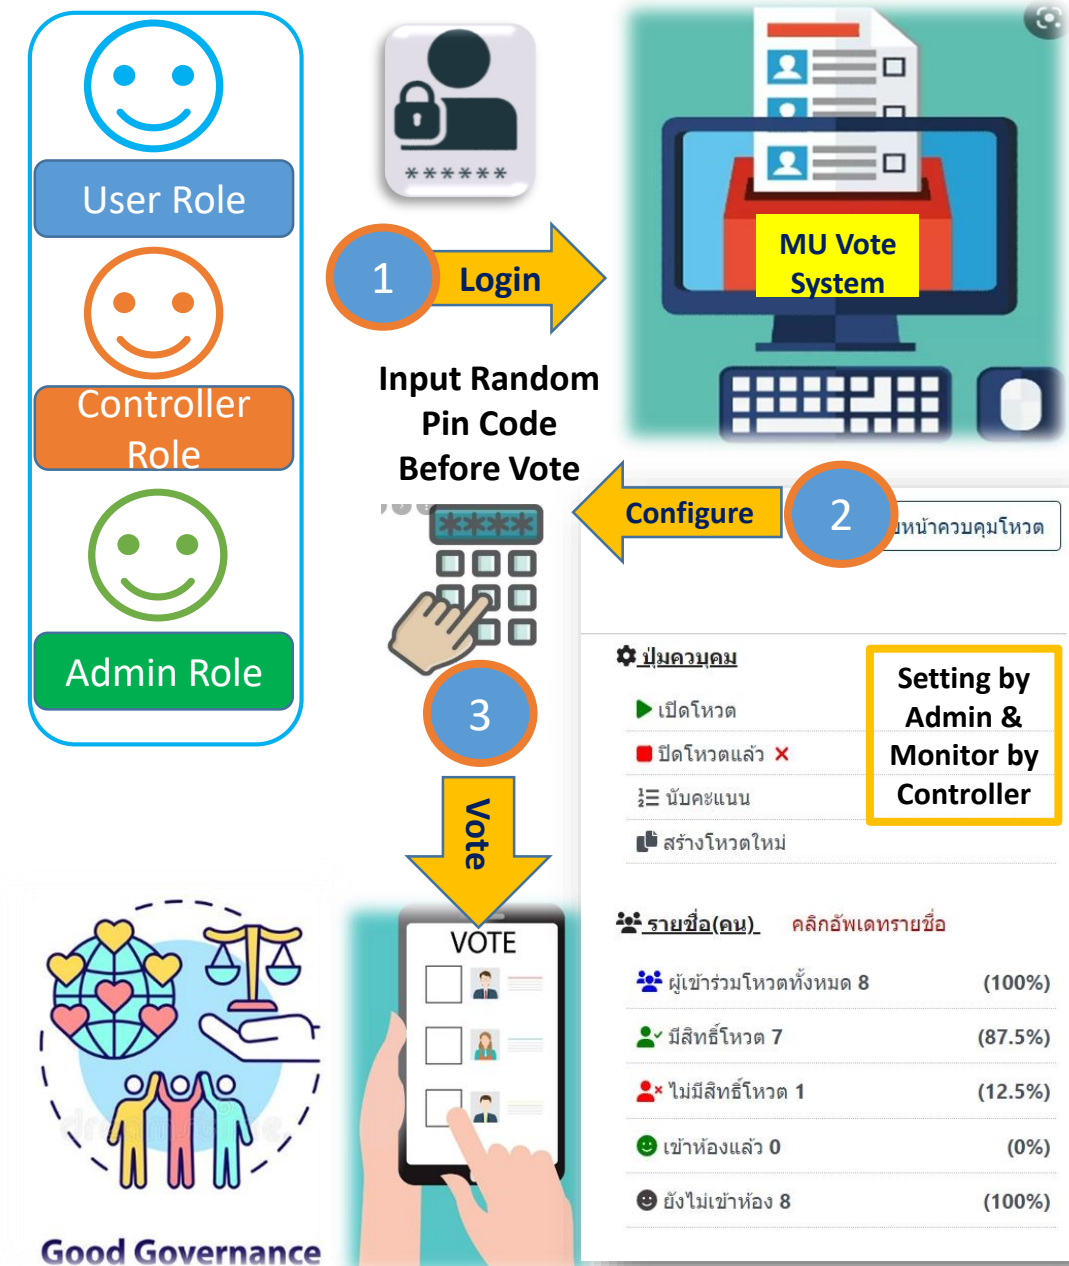 User Role
Controller
Role
Admin Role
******
1
Login
MU Vote
System
Input Random
Pin Code
Before Vote
****
Configure
2
หน้าควบคุมโหวต
3
Vote
ปุ่มควบคุม
เปิดโหวต
ปิดโหวตแล้ว
นับคะแนน
สร้างโหวตใหม่
Setting by
Admin &
Monitor by
Controller
รายชื่อ(คน) คลิกอัพเดทรายชื่อ
ผู้เข้าร่วมโหวตทั้งหมด 8 (100%)
มีสิทธิ์โหวต 7 (87.5%)
ไม่มีสิทธิ์โหวต 1 (12.5%)
เข้าห้องแล้ว 0 (0%)
ยังไม่เข้าห้อง 8 (100%)
VOTE
Good Governance